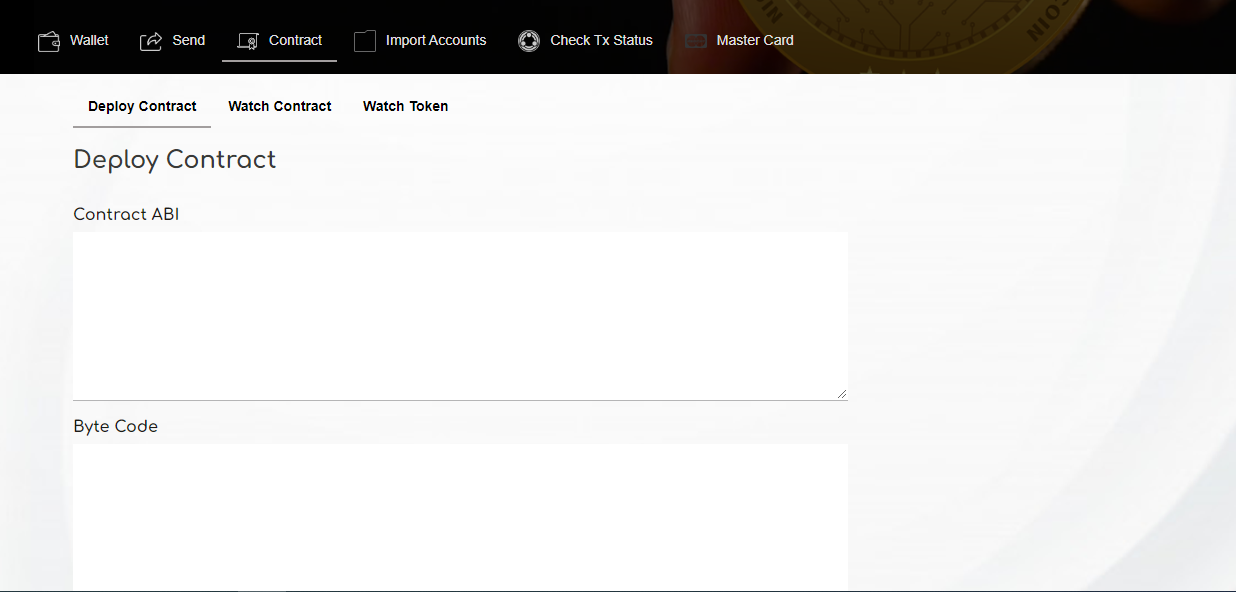 Wallet Send Contract Import Accounts Check Tx Status Master Card
Deploy Contract Watch Contract Watch Token
Deploy Contract
Contract ABI
Byte Code